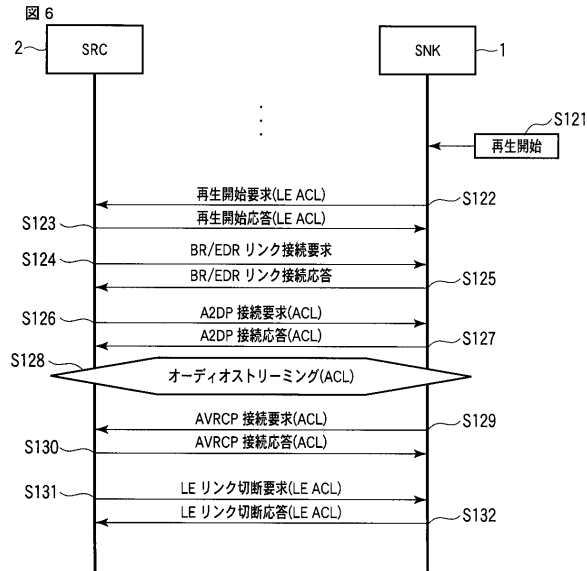 図 6
2 SRC SNK 1
S121
再生開始
再生開始要求(LE ACL) S122
S123 再生開始応答(LE ACL)
S124 BR/EDR リンク接続要求
BR/EDR リンク接続応答 S125
S126 A2DP 接続要求(ACL)
A2DP 接続応答(ACL) S127
S128 オーディオストリーミング(ACL)
AVRCP 接続要求(ACL) S129
S130 AVRCP 接続応答(ACL)
S131 LE リンク切断要求(LE ACL)
LE リンク切断応答(LE ACL) S132